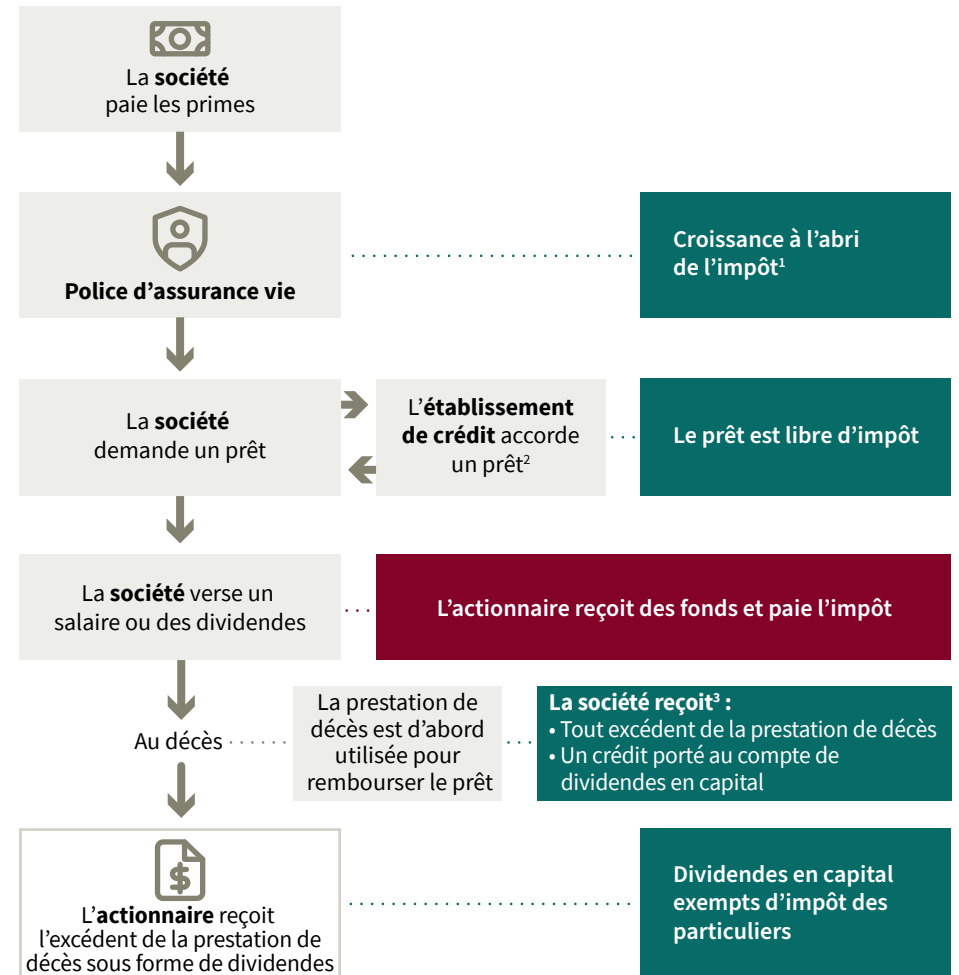 La société
paie les primes
Police d’assurance vie
Croissance à l’abri
de l’impôt¹
La société
demande un prêt
L’établissement
de crédit accorde
un prêt²
Le prêt est libre d’impôt
La société verse un
salaire ou des dividendes
L’actionnaire reçoit des fonds et paie l’impôt
Au décès
La prestation de
décès est d’abord
utilisée pour
rembourser le prêt
La société reçoit³ :
• Tout excédent de la prestation de décès
• Un crédit porté au compte de
dividendes en capital
L’actionnaire reçoit
l’excédent de la prestation de
décès sous forme de dividendes
Dividendes en capital
exempts d’impôt des
particuliers